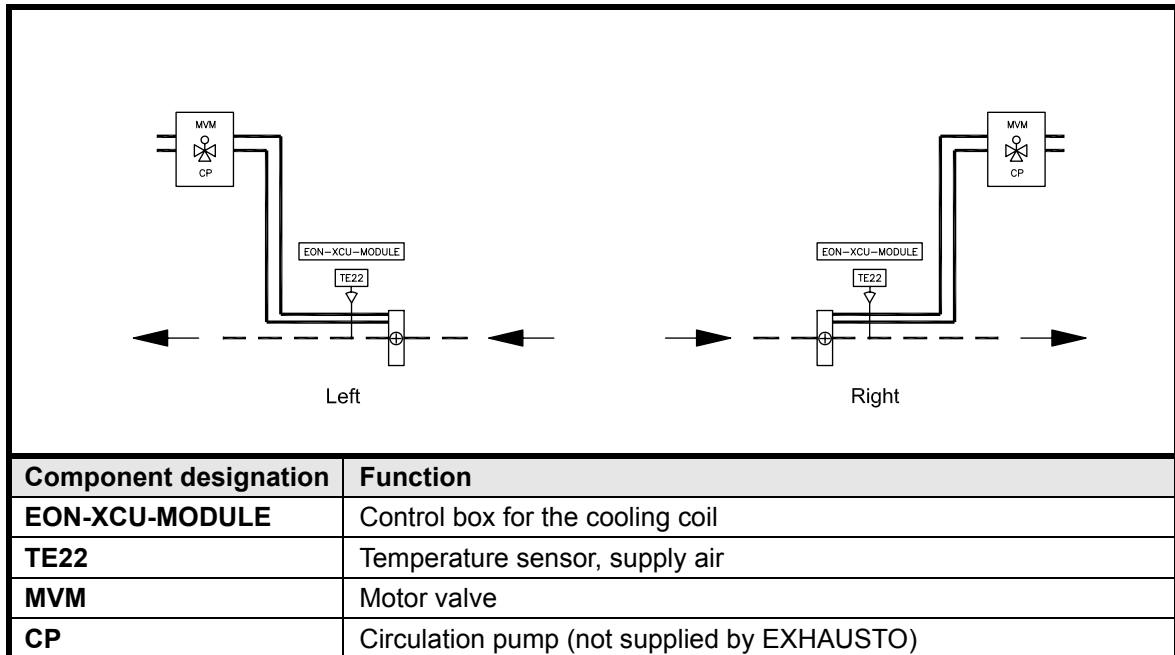 MVM
CP
EON-XCU-MODULE
TE22
Left
MVM
CP
EON-XCU-MODULE
TE22
Right
Component designation Function
EON-XCU-MODULE Control box for the cooling coil
TE22 Temperature sensor, supply air
MVM Motor valve
CP Circulation pump (not supplied by EXHAUSTO)